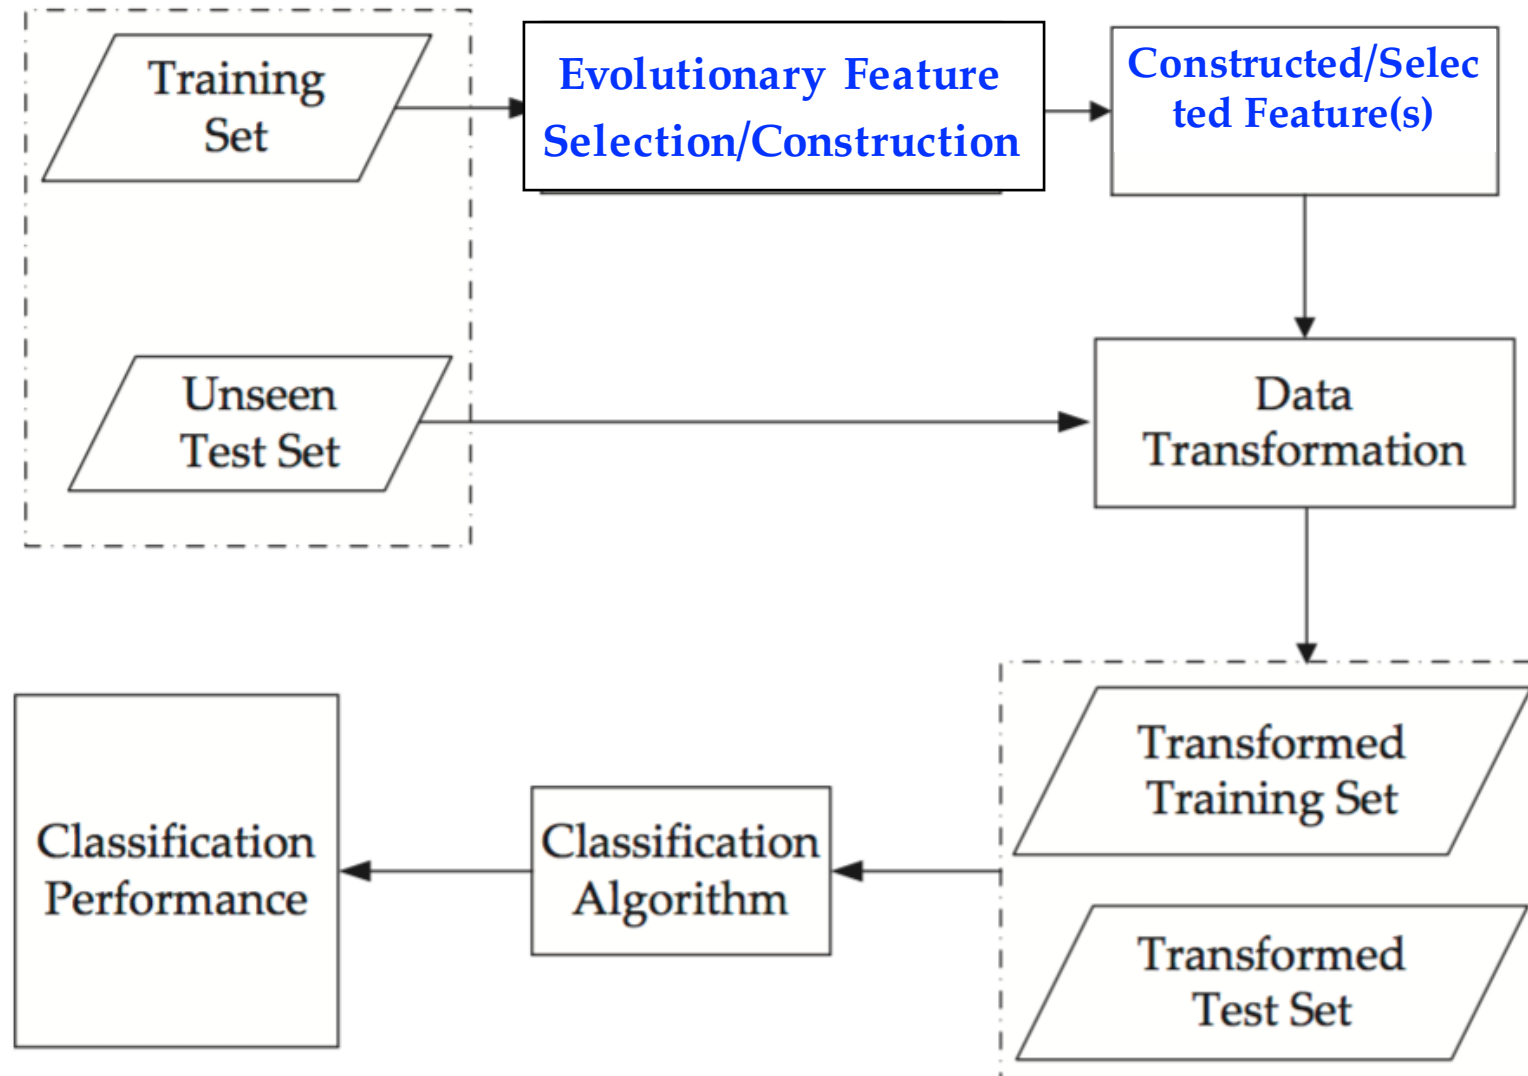 Training
Set
Evolutionary Feature
Selection/Construction
Constructed/Selec
ted Feature(s)
Unseen
Test Set
Data
Transformation
Transformed
Training Set
Classification
Performance
Classification
Algorithm
Transformed
Test Set